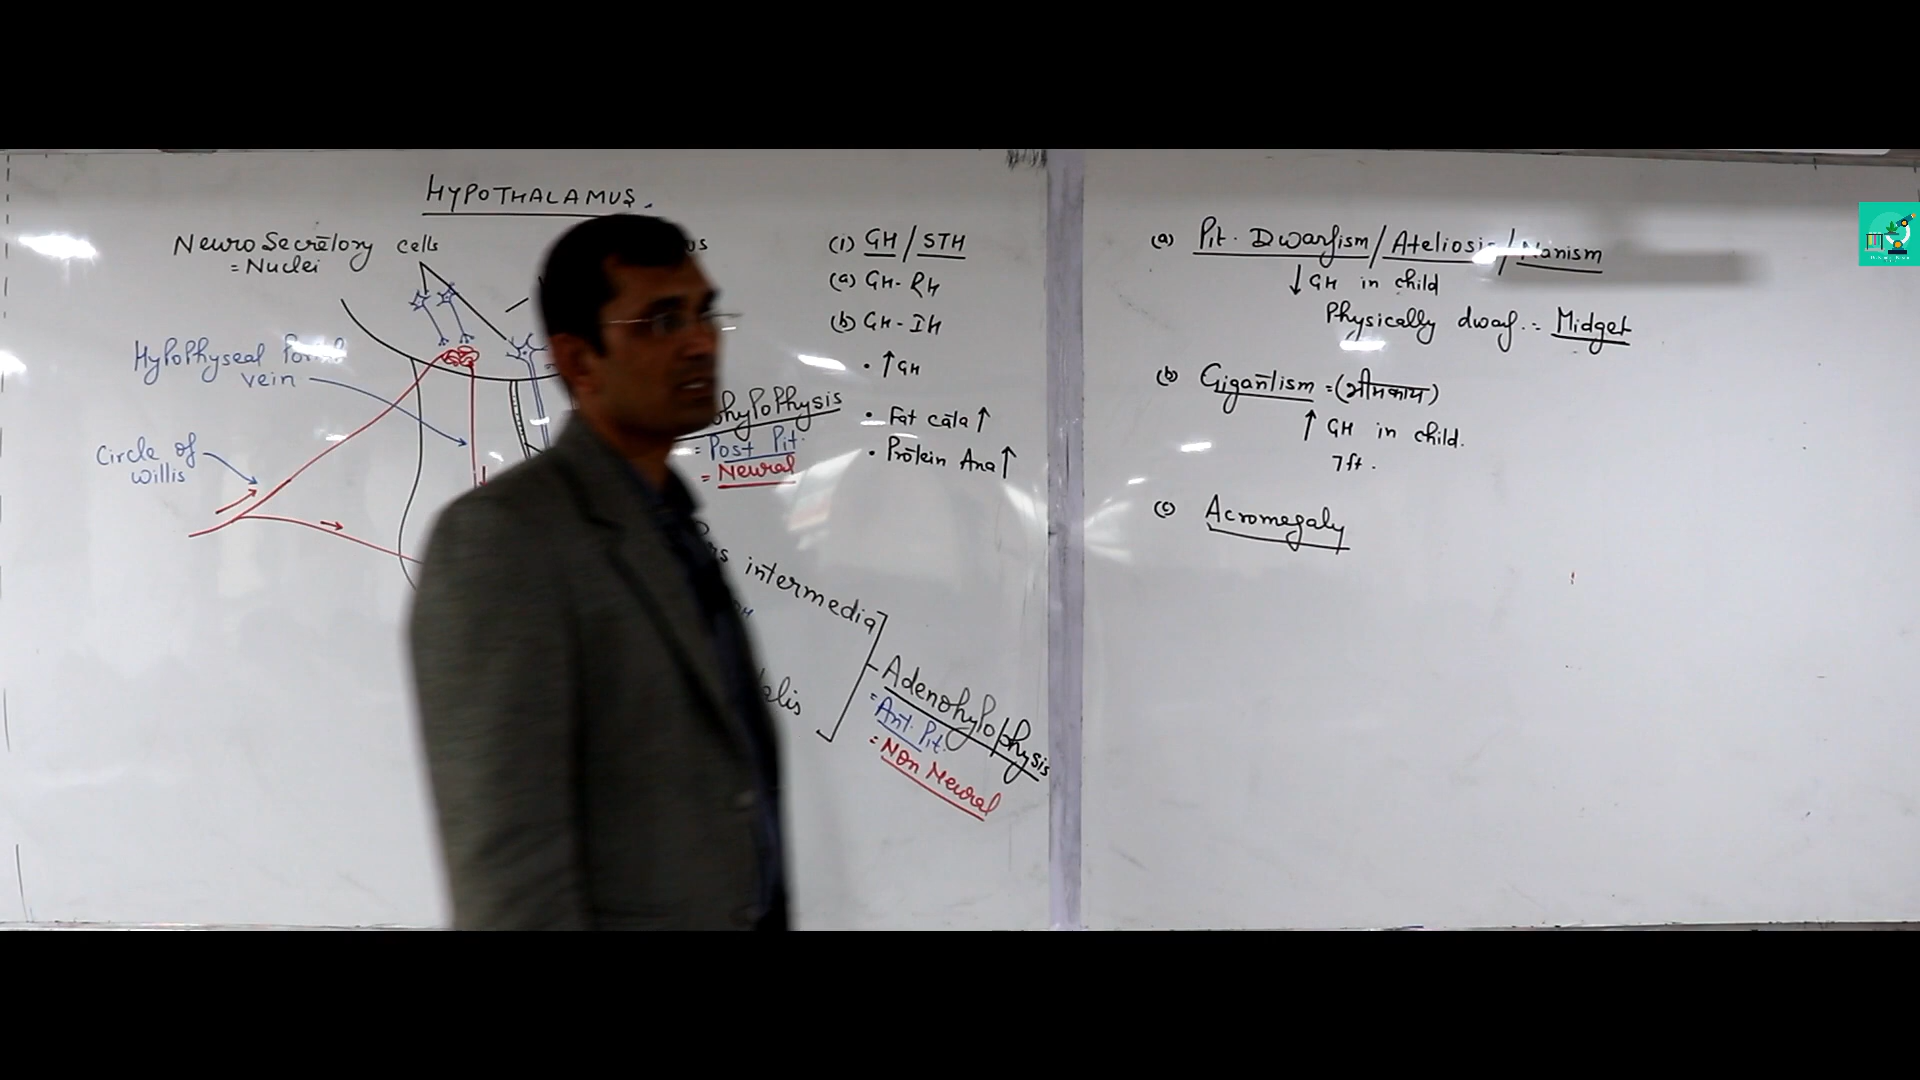 HYPOTHALAMUS
Neuro Secretory cells
= Nuclei
Hypophyseal Portal
vein
Circle of
willis
= Post Pit.
= Neural
intermedia
Adenohypophysis
= Ant. Pit.
= Non Neural
(i) GH / STH
(a) GH-RH
(b) GH-IH
• ↑ GH
• Fat cata ↑
• Protein Ana ↑
(a) Pit. Dwarfism / Ateliosis / Nanism
↓ GH in child
Physically dwarf. = Midget
(b) Gigantism = (भीमकाय)
↑ GH in child.
7ft.
(c) Acromegaly